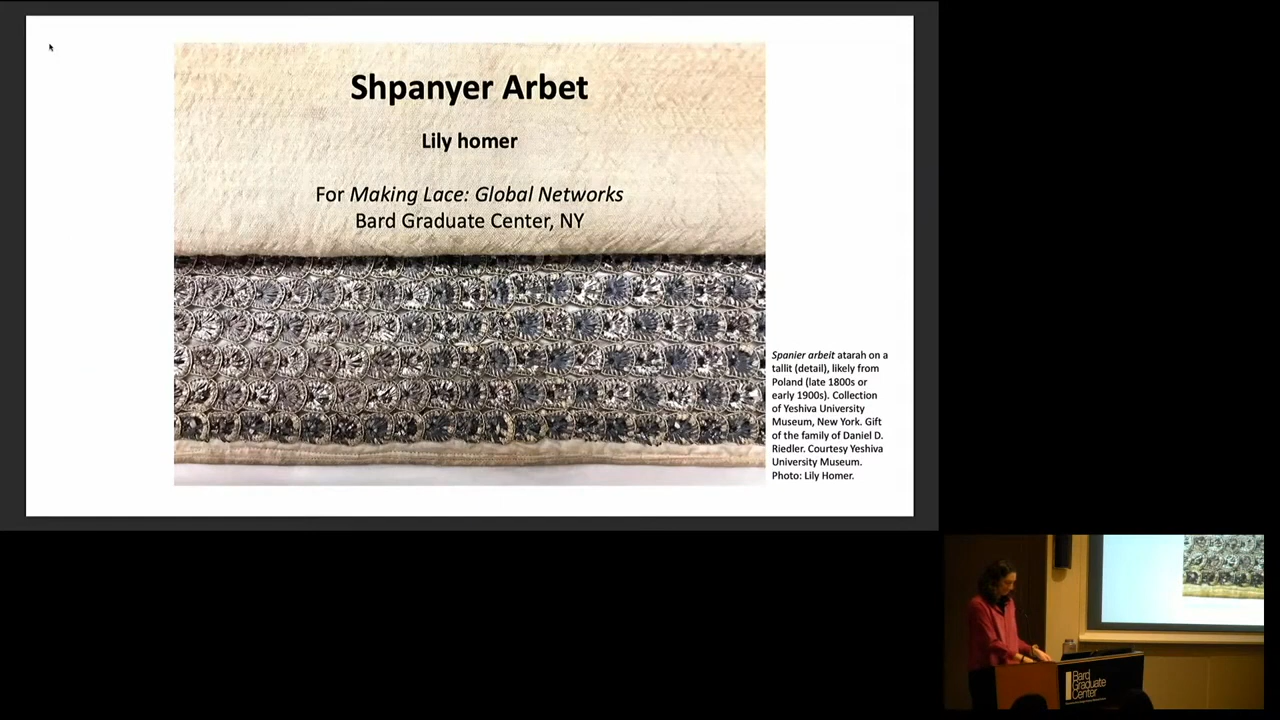 Shpanyer Arbet
Lily homer
For Making Lace: Global Networks
Bard Graduate Center, NY
Spanier arbeit atarah on a
tallit (detail), likely from
Poland (late 1800s or
early 1900s). Collection
of Yeshiva University
Museum, New York. Gift
of the family of Daniel D.
Riedler. Courtesy Yeshiva
University Museum.
Photo: Lily Homer.
Bard
Graduate
Center